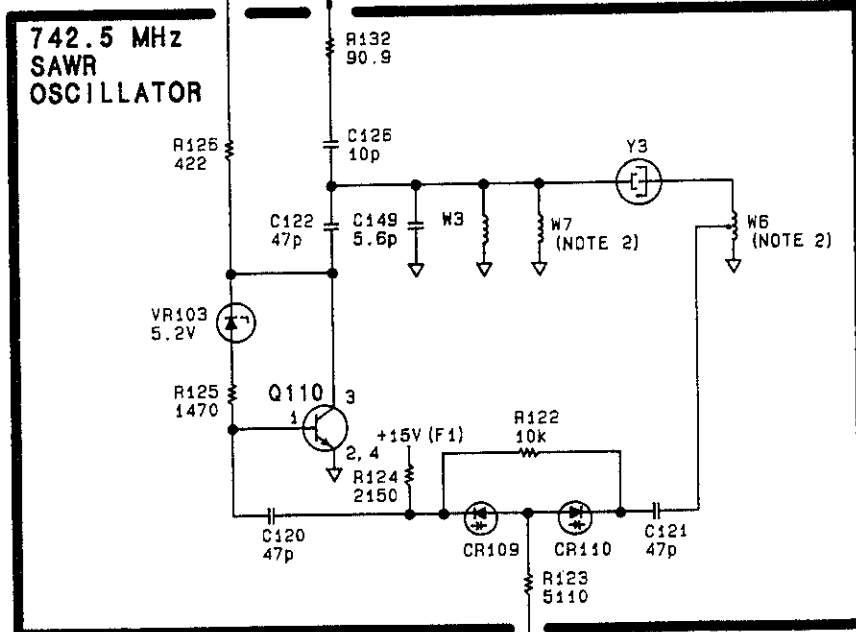 742.5 MHz
SAWR
OSCILLATOR
R132
90.9
R126
422
C126
10p
Y3
C122
47p
C149
5.6p
W3
W7
(NOTE 2)
W6
(NOTE 2)
VR103
5.2V
R125
1470
Q110
3
1
2, 4
+15V (F1)
R124
2150
R122
10k
C120
47p
CR109
CR110
C121
47p
R123
5110